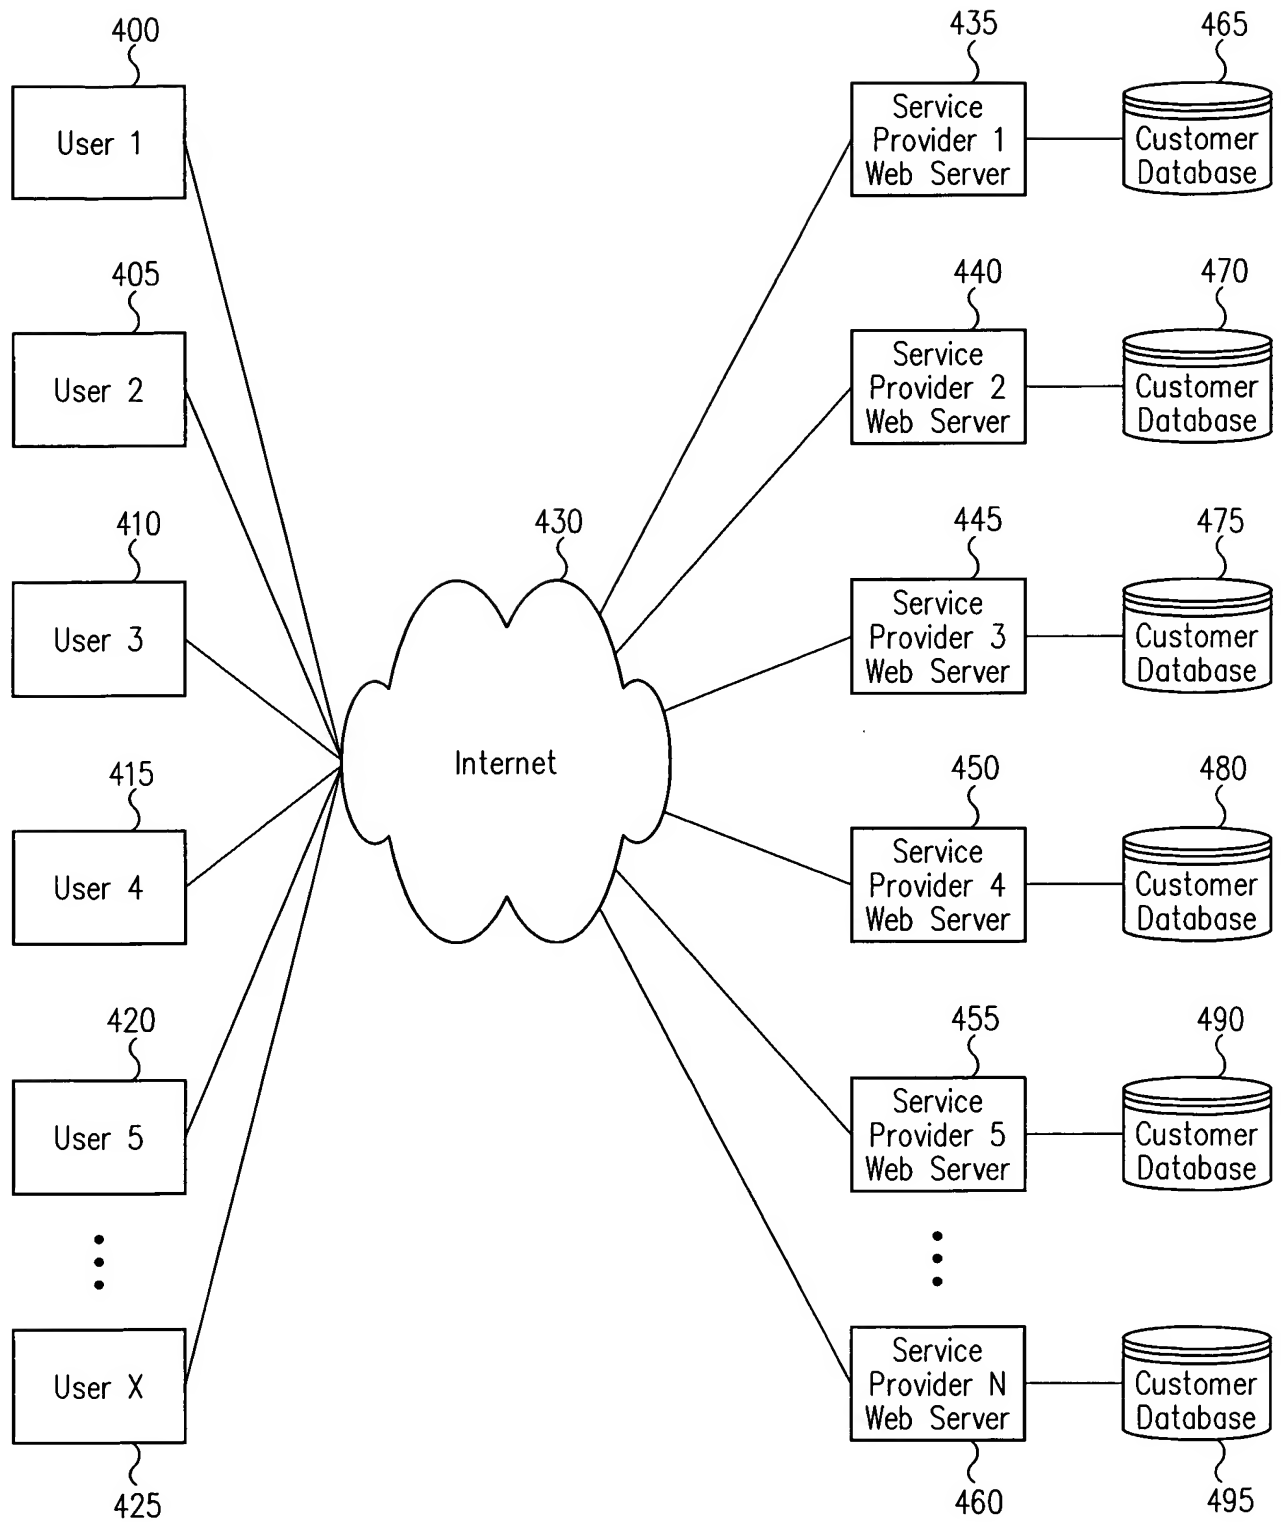 400
User 1
405
User 2
410
User 3
415
User 4
420
User 5
User X
425
430
Internet
435
Service
Provider 1
Web Server
465
Customer
Database
440
Service
Provider 2
Web Server
470
Customer
Database
445
Service
Provider 3
Web Server
475
Customer
Database
450
Service
Provider 4
Web Server
480
Customer
Database
455
Service
Provider 5
Web Server
490
Customer
Database
Service
Provider N
Web Server
460
Customer
Database
495